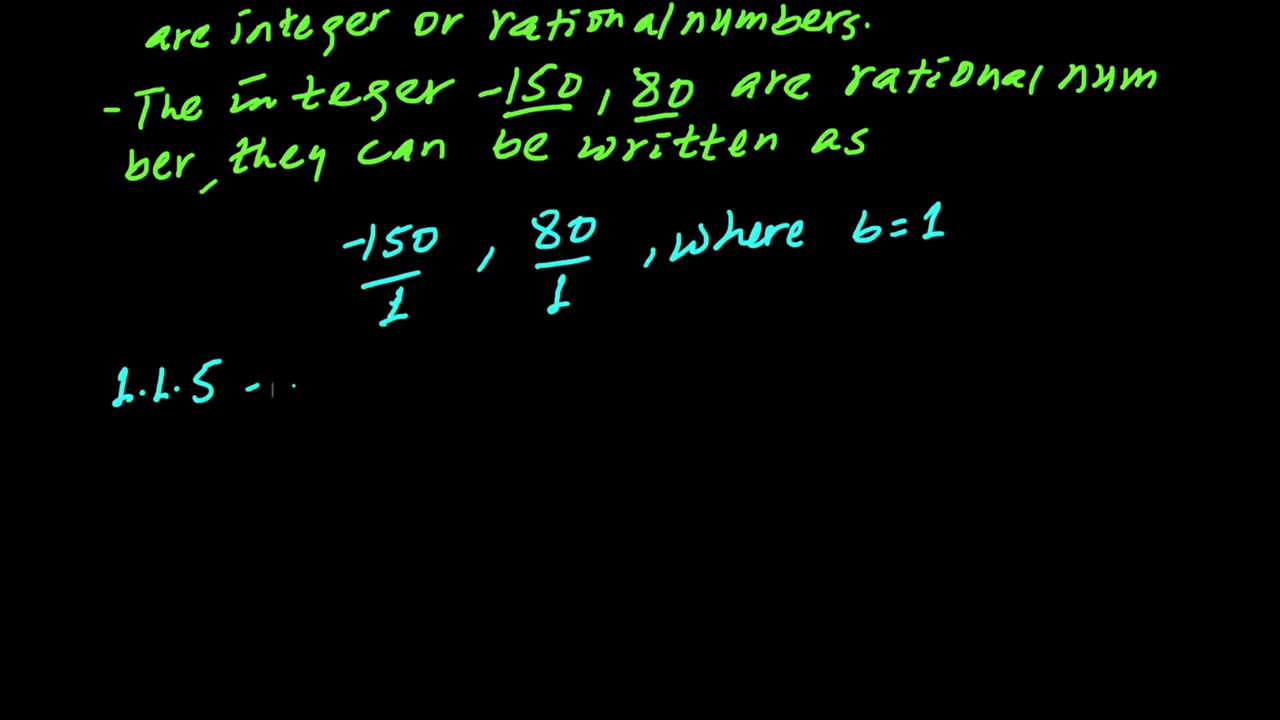 are integer or rational numbers.
- The integer -150, 80 are rational num
ber, they can be written as
-150/1 , 80/1 , where b=1
1.1.5 -